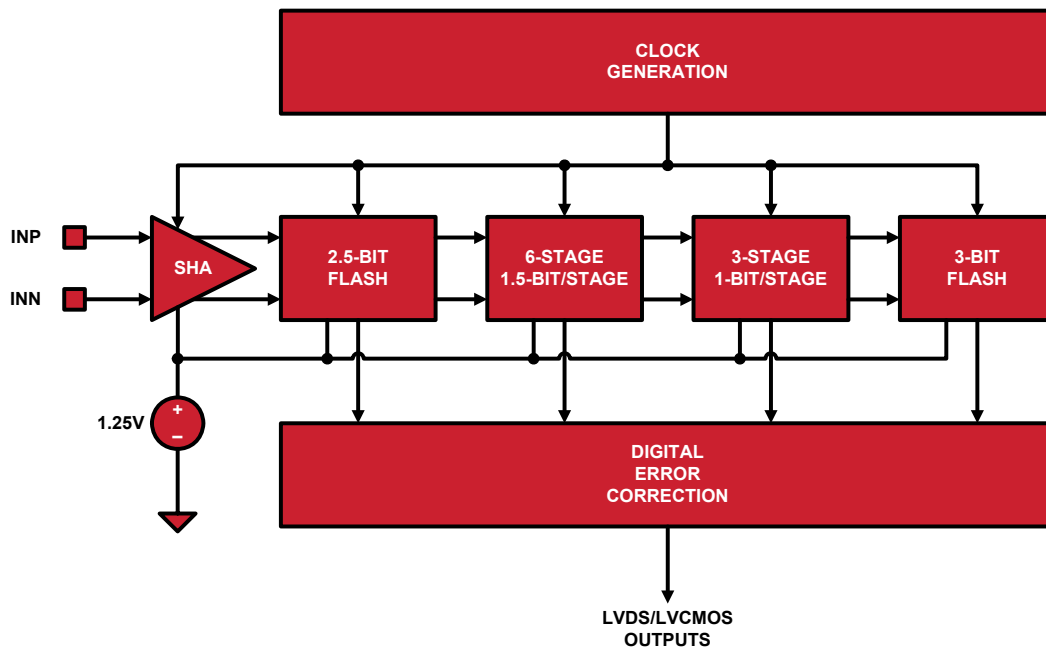 CLOCK
GENERATION
INP
INN
SHA
2.5-BIT
FLASH
6-STAGE
1.5-BIT/STAGE
3-STAGE
1-BIT/STAGE
3-BIT
FLASH
1.25V
+
–
DIGITAL
ERROR
CORRECTION
LVDS/LVCMOS
OUTPUTS